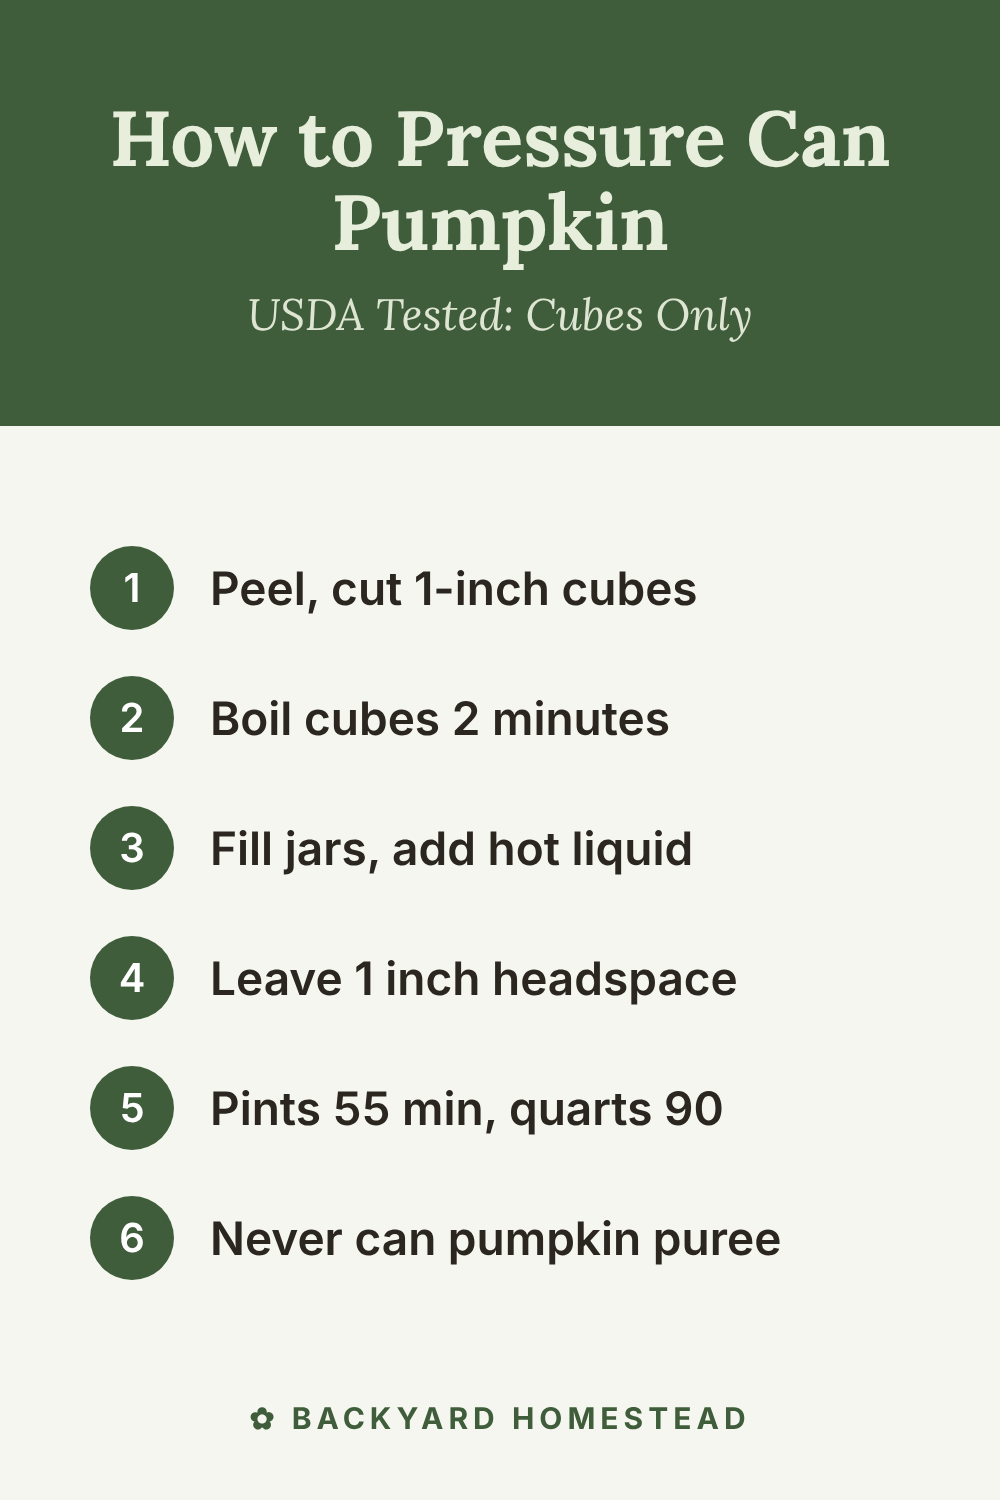 How to Pressure Can
Pumpkin
USDA Tested: Cubes Only
1 Peel, cut 1-inch cubes
2 Boil cubes 2 minutes
3 Fill jars, add hot liquid
4 Leave 1 inch headspace
5 Pints 55 min, quarts 90
6 Never can pumpkin puree
✿ BACKYARD HOMESTEAD